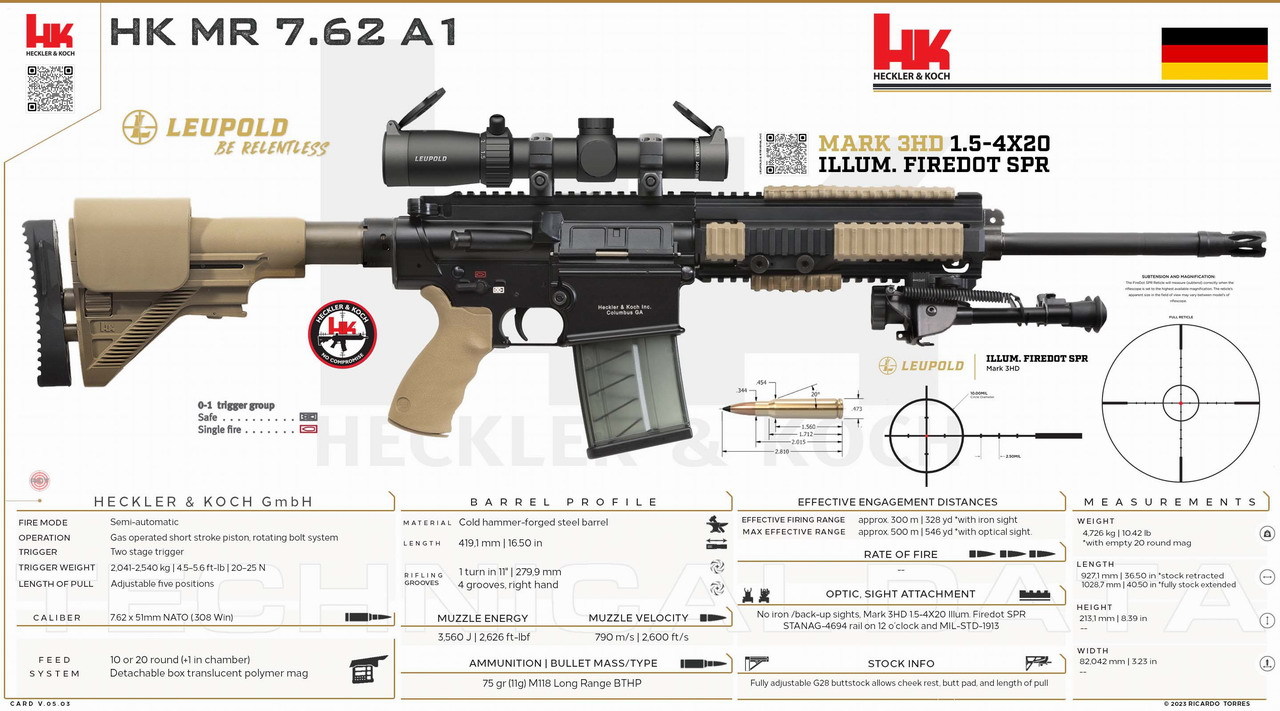 HK
HECKLER & KOCH
HK MR 7.62 A1
HK
HECKLER & KOCH
LEUPOLD
BE RELENTLESS
LEUPOLD
MARK 3HD 1.5-4X20
ILLUM. FIREDOT SPR
HK
HECKLER & KOCH
HK
NO COMPROMISE
Heckler & Koch Inc.
Columbus GA
SUBTENSION AND MAGNIFICATION:
FULL RETICLE
LEUPOLD
ILLUM. FIREDOT SPR
Mark 3HD
10.00MIL
2.50MIL
0-1 trigger group
Safe . . . . . . . . . .
Single fire . . . . . . .
.344
.454
20°
.473
1.560
1.712
2.015
2.810
HECKLER & KOCH
TECHNICAL DATA
HECKLER & KOCH GmbH
FIRE MODE Semi-automatic
OPERATION Gas operated short stroke piston, rotating bolt system
TRIGGER Two stage trigger
TRIGGER WEIGHT 2,041-2,540 kg | 4.5-5.6 ft-lb | 20-25 N
LENGTH OF PULL Adjustable five positions
CALIBER 7.62 x 51mm NATO (308 Win)
FEED SYSTEM
10 or 20 round (+1 in chamber)
Detachable box translucent polymer mag
BARREL PROFILE
MATERIAL Cold hammer-forged steel barrel
LENGTH 419,1 mm | 16.50 in
RIFLING GROOVES
1 turn in 11" | 279,9 mm
4 grooves, right hand
MUZZLE ENERGY MUZZLE VELOCITY
3,560 J | 2,626 ft-lbf 790 m/s | 2,600 ft/s
AMMUNITION | BULLET MASS/TYPE
75 gr (11g) M118 Long Range BTHP
EFFECTIVE ENGAGEMENT DISTANCES
EFFECTIVE FIRING RANGE approx. 300 m | 328 yd *with iron sight
MAX EFFECTIVE RANGE approx. 500 m | 546 yd *with optical sight.
RATE OF FIRE
--
OPTIC, SIGHT ATTACHMENT
No iron /back-up sights, Mark 3HD 1.5-4X20 Illum. Firedot SPR
STANAG-4694 rail on 12 o'clock and MIL-STD-1913
STOCK INFO
Fully adjustable G28 buttstock allows cheek rest, butt pad, and length of pull
MEASUREMENTS
WEIGHT
4,726 kg | 10.42 lb
*with empty 20 round mag
LENGTH
927,1 mm | 36.50 in *stock retracted
1028,7 mm | 40.50 in *fully stock extended
HEIGHT
213,1 mm | 8.39 in
--
WIDTH
82,042 mm | 3.23 in
--
CARD V.05.03
© 2023 RICARDO TORRES